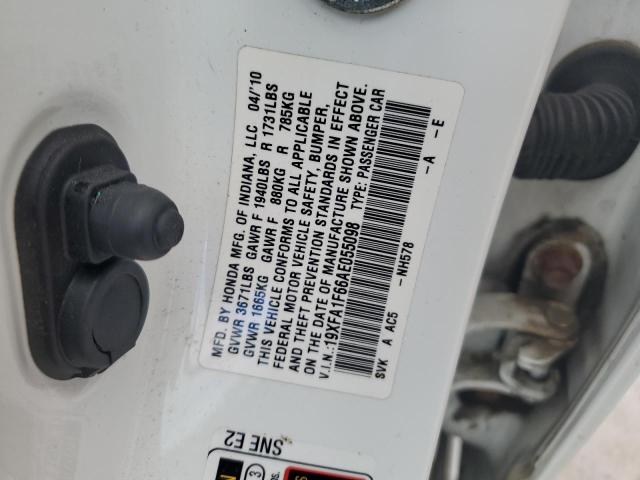 MFD. BY HONDA MFG. OF INDIANA, LLC 04/'10
GVWR 3671LBS GAWR F 1940LBS R 1731LBS
GVWR 1665KG GAWR F 880KG R 785KG
THIS VEHICLE CONFORMS TO ALL APPLICABLE
FEDERAL MOTOR VEHICLE SAFETY, BUMPER,
AND THEFT PREVENTION STANDARDS IN EFFECT
ON THE DATE OF MANUFACTURE SHOWN ABOVE.
V.I.N.:19XFA1F66AE055098 TYPE: PASSENGER CAR
SVK A AC5 -NH578 -A -E
SNE E2
3